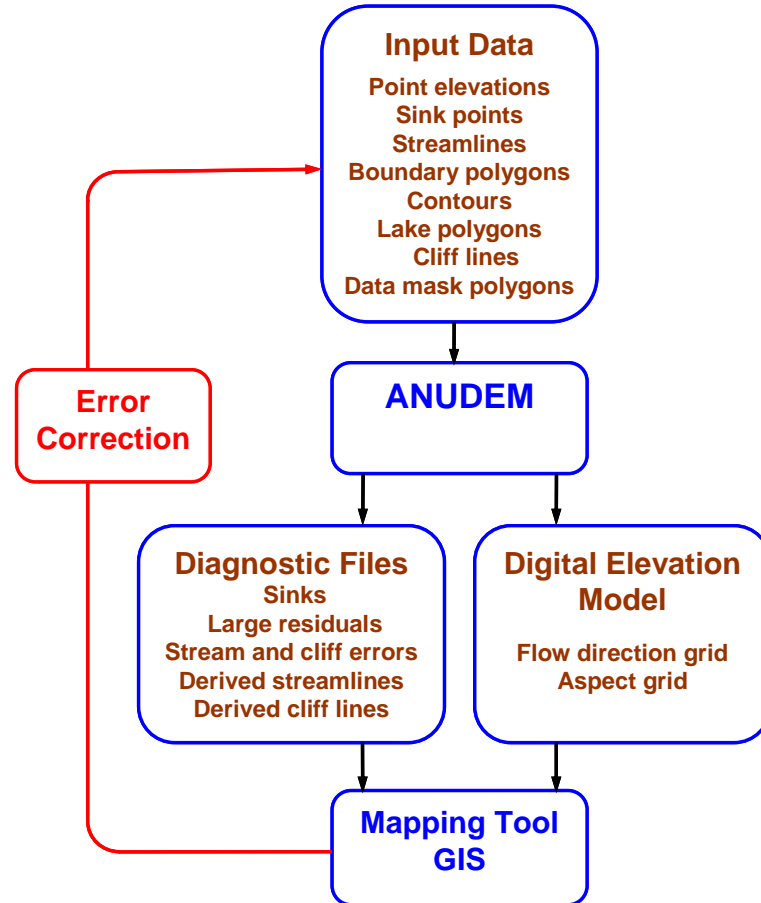 Input Data
Point elevations
Sink points
Streamlines
Boundary polygons
Contours
Lake polygons
Cliff lines
Data mask polygons
Error
Correction
ANUDEM
Diagnostic Files
Sinks
Large residuals
Stream and cliff errors
Derived streamlines
Derived cliff lines
Digital Elevation
Model
Flow direction grid
Aspect grid
Mapping Tool
GIS